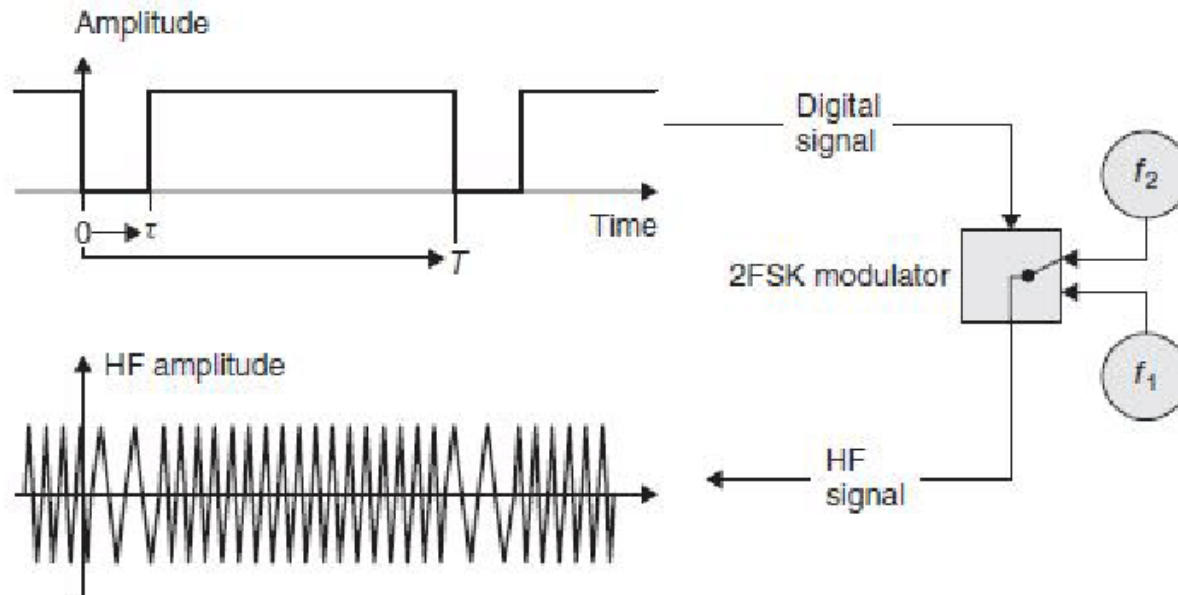 Amplitude
Digital
signal
f₂
Time
0
τ
T
2FSK modulator
f₁
HF amplitude
HF
signal